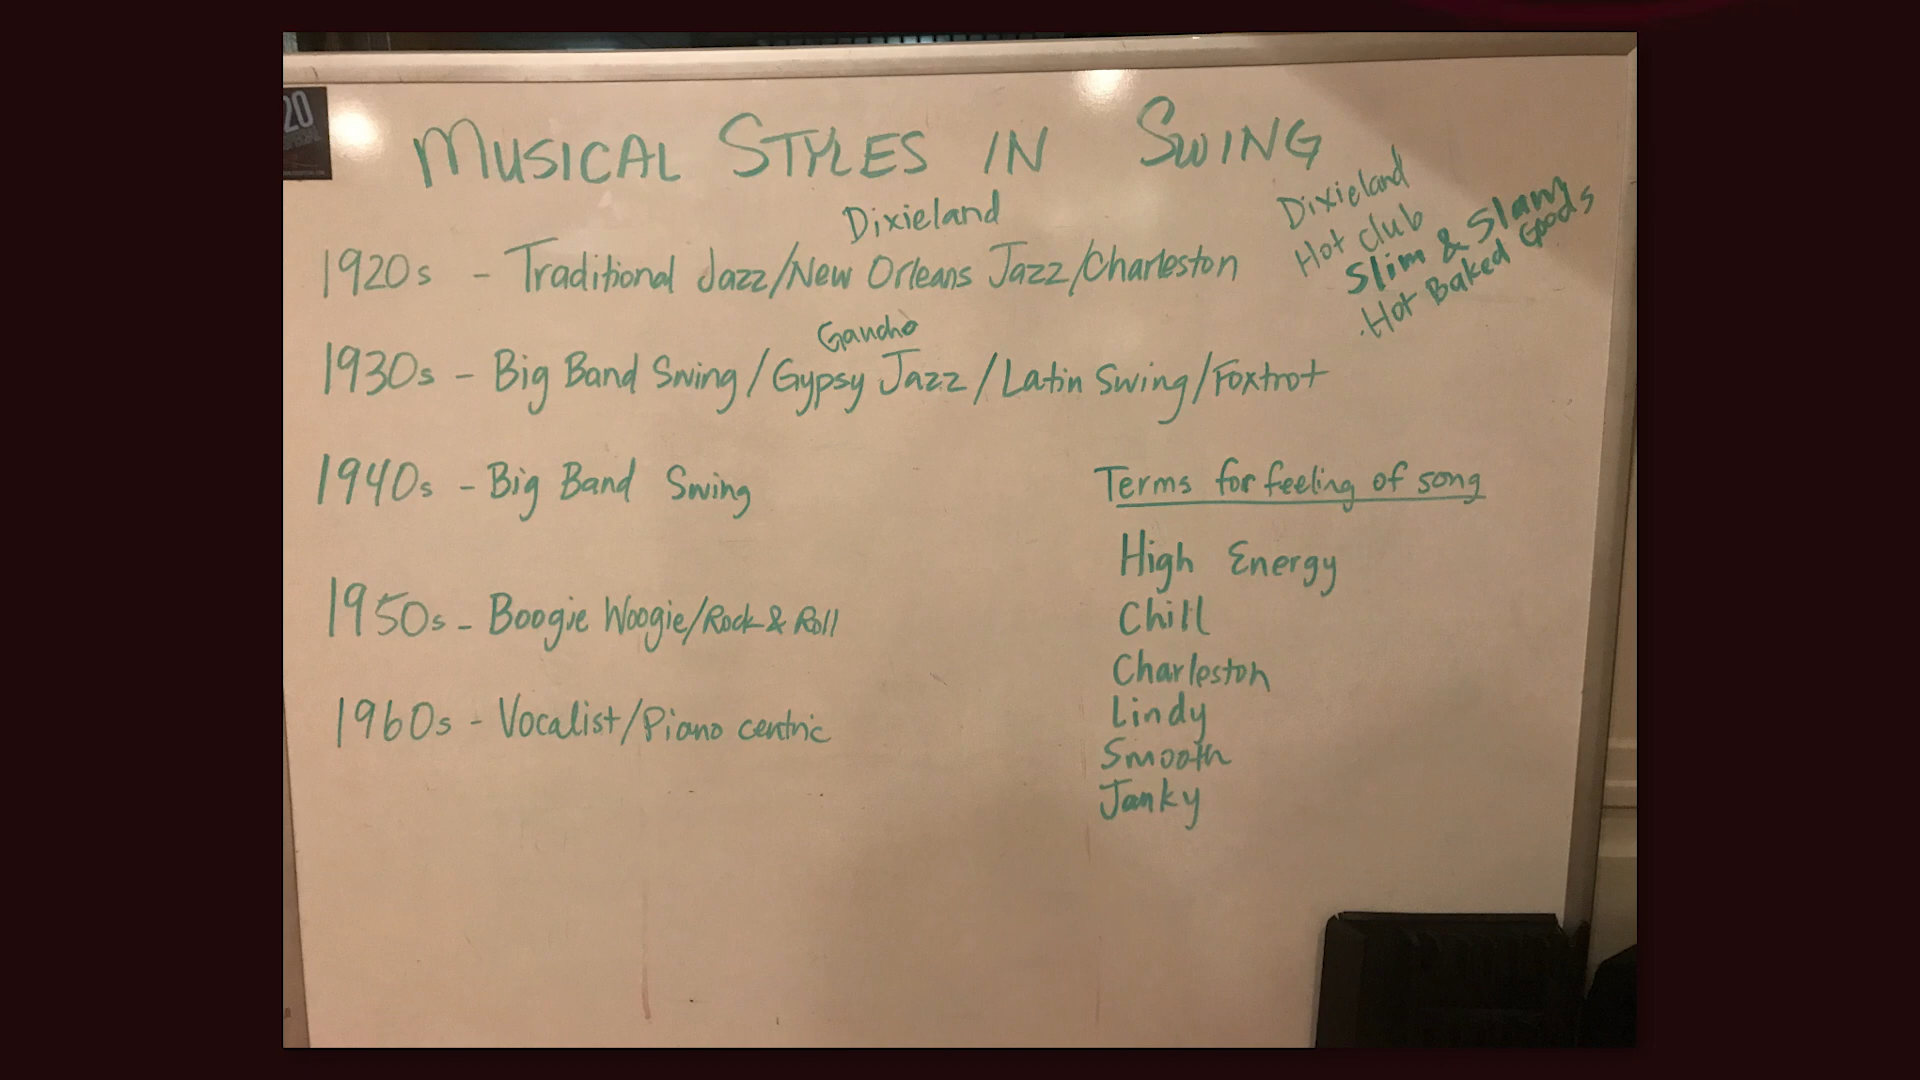 20
MUSICAL STYLES IN SWING
Dixieland
1920s - Traditional Jazz/New Orleans Jazz/Charleston
Dixieland
Hot Club
Slim & Slam
Hot Baked Goods
Gaucho
1930s - Big Band Swing/Gypsy Jazz/Latin Swing/Foxtrot
1940s - Big Band Swing
1950s - Boogie Woogie/Rock & Roll
1960s - Vocalist/Piano centric
Terms for feeling of song
High Energy
Chill
Charleston
Lindy
Smooth
Janky